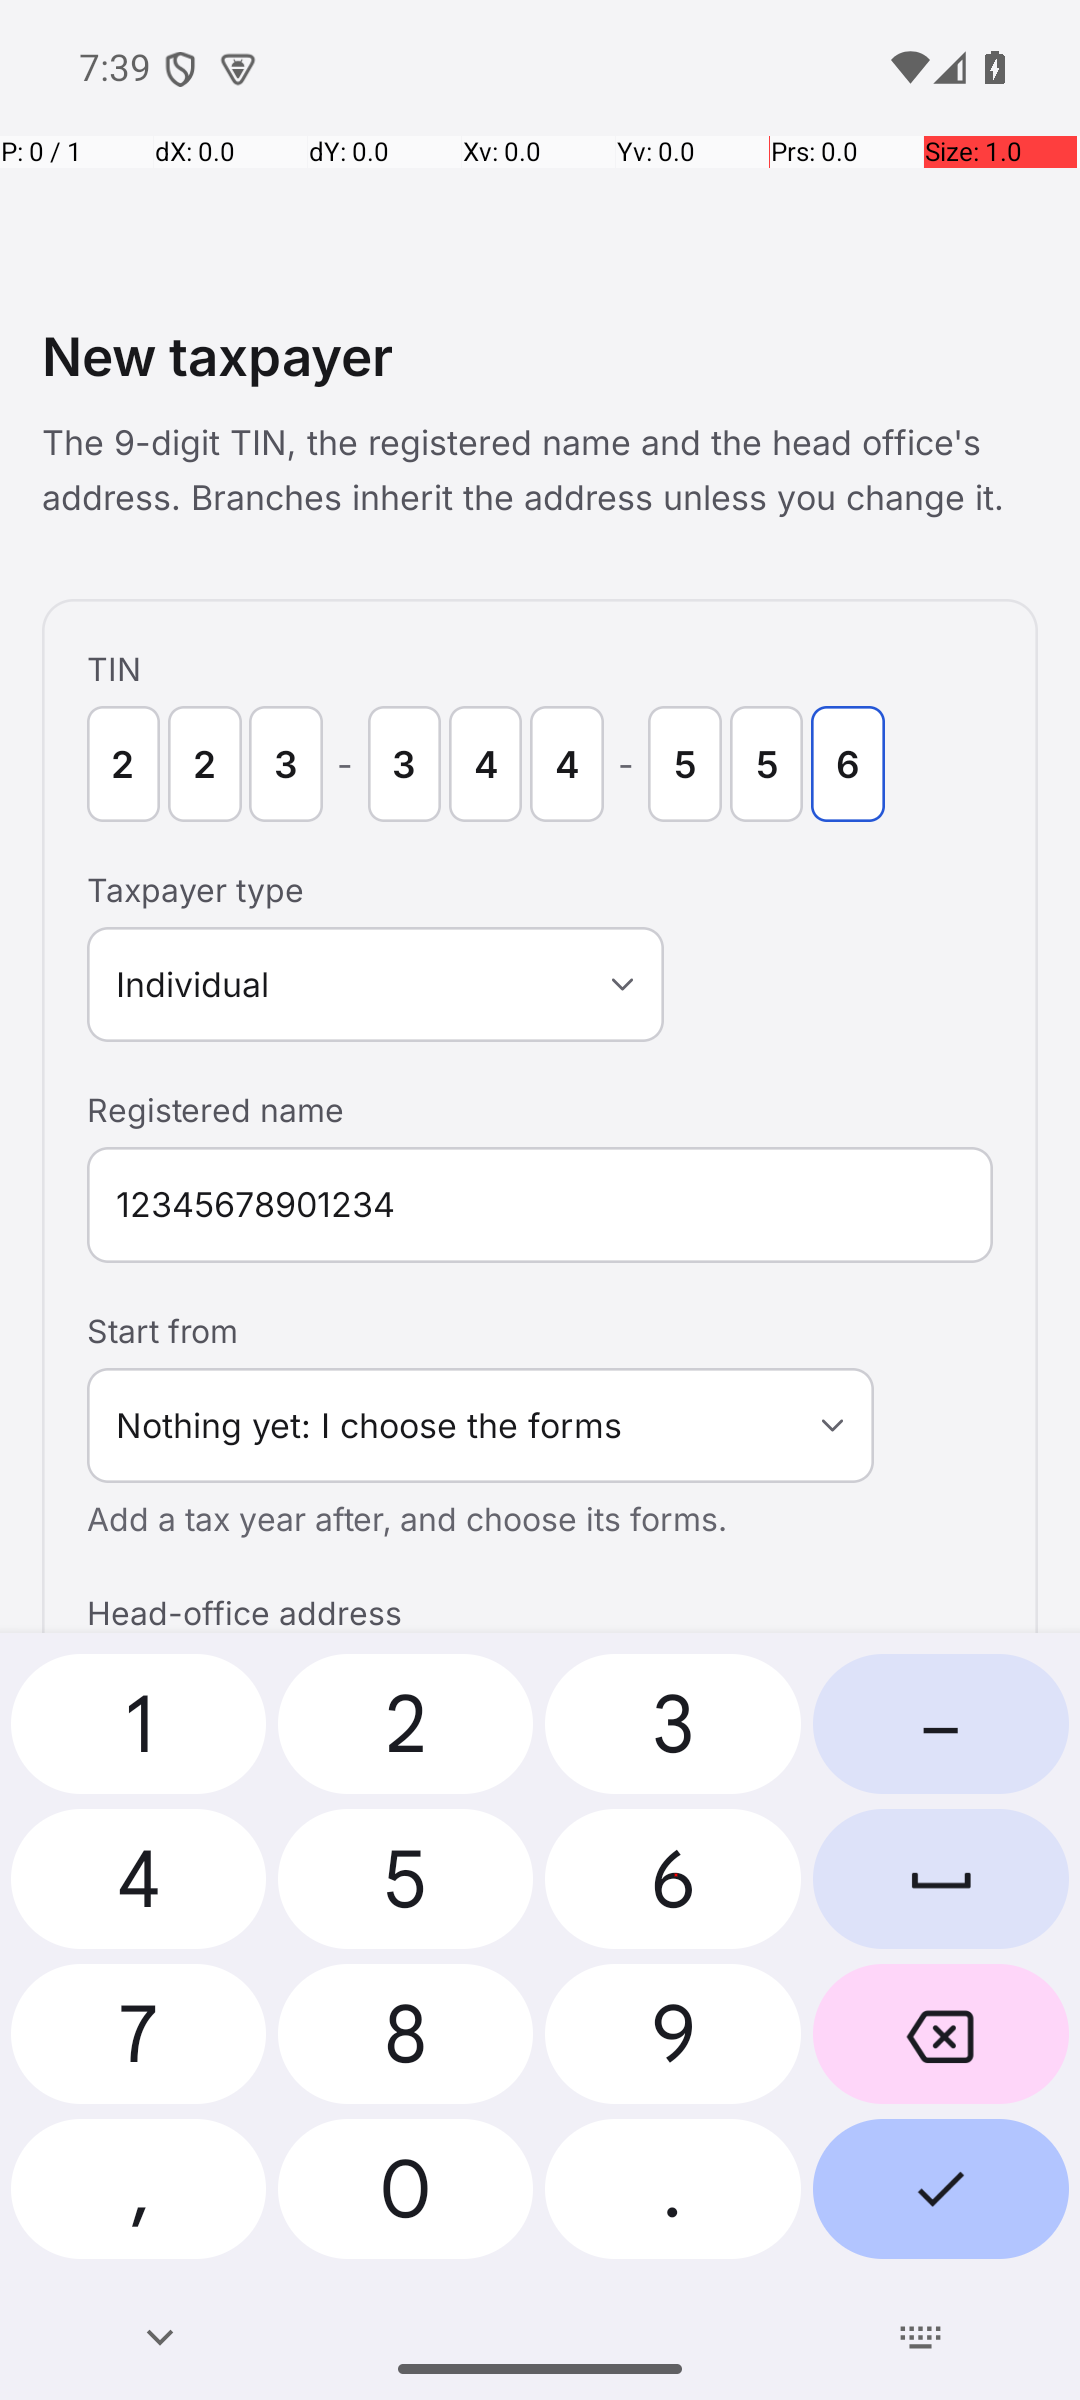 7:39
P: 0 / 1 dX: 0.0 dY: 0.0 Xv: 0.0 Yv: 0.0 Prs: 0.0 Size: 1.0
New taxpayer
The 9-digit TIN, the registered name and the head office's
address. Branches inherit the address unless you change it.
TIN
2 2 3 - 3 4 4 - 5 5 6
Taxpayer type
Individual
Registered name
12345678901234
Start from
Nothing yet: I choose the forms
Add a tax year after, and choose its forms.
Head-office address
1 2 3 –
4 5 6
7 8 9
, 0 .